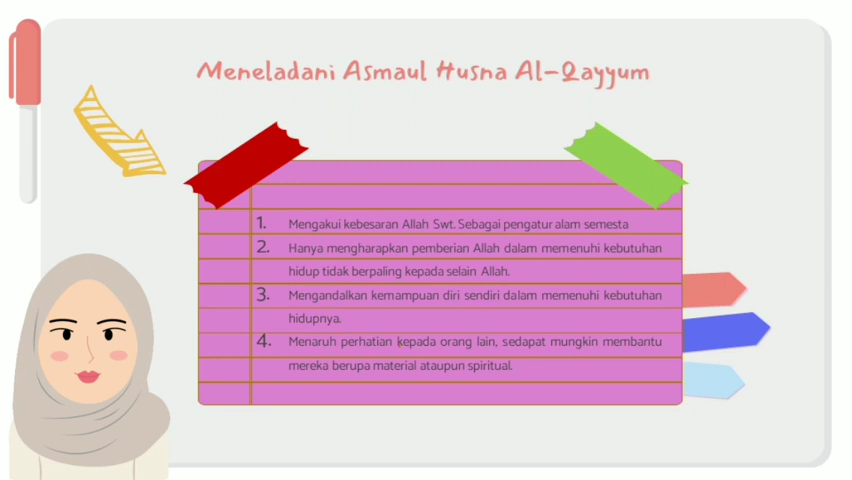 Meneladani Asmaul Husna Al-Qayyum
1. Mengakui kebesaran Allah Swt. Sebagai pengatur alam semesta
2. Hanya mengharapkan pemberian Allah dalam memenuhi kebutuhan
hidup tidak berpaling kepada selain Allah.
3. Mengandalkan kemampuan diri sendiri dalam memenuhi kebutuhan
hidupnya.
4. Menaruh perhatian kepada orang lain, sedapat mungkin membantu
mereka berupa material ataupun spiritual.